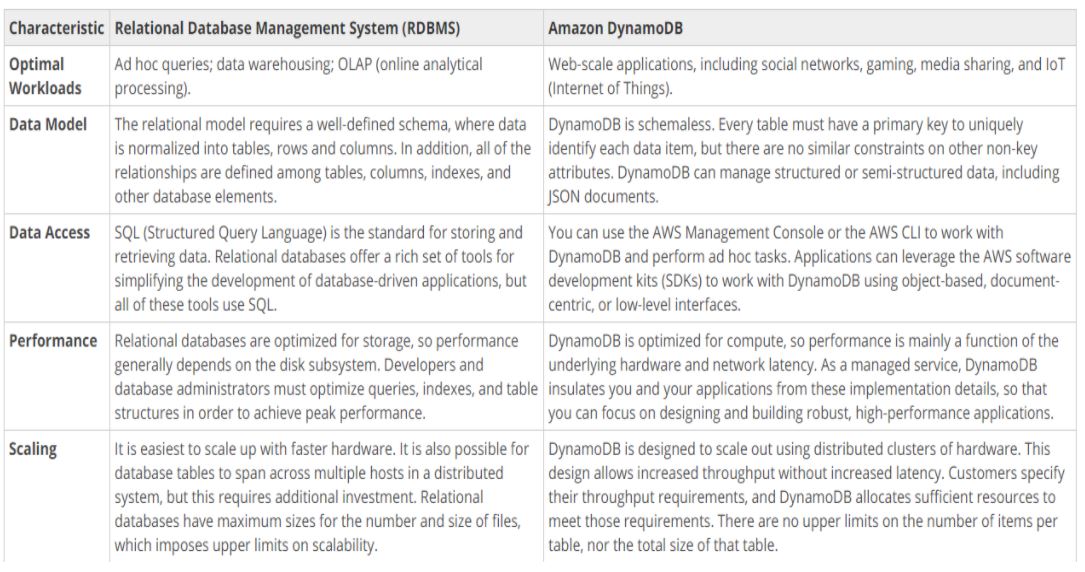 Characteristic Relational Database Management System (RDBMS) Amazon DynamoDB
Optimal Workloads
Ad hoc queries; data warehousing; OLAP (online analytical
processing).
Web-scale applications, including social networks, gaming, media sharing, and IoT
(Internet of Things).
Data Model
The relational model requires a well-defined schema, where data
is normalized into tables, rows and columns. In addition, all of the
relationships are defined among tables, columns, indexes, and
other database elements.
DynamoDB is schemaless. Every table must have a primary key to uniquely
identify each data item, but there are no similar constraints on other non-key
attributes. DynamoDB can manage structured or semi-structured data, including
JSON documents.
Data Access
SQL (Structured Query Language) is the standard for storing and
retrieving data. Relational databases offer a rich set of tools for
simplifying the development of database-driven applications, but
all of these tools use SQL.
You can use the AWS Management Console or the AWS CLI to work with
DynamoDB and perform ad hoc tasks. Applications can leverage the AWS software
development kits (SDKs) to work with DynamoDB using object-based, document-
centric, or low-level interfaces.
Performance
Relational databases are optimized for storage, so performance
generally depends on the disk subsystem. Developers and
database administrators must optimize queries, indexes, and table
structures in order to achieve peak performance.
DynamoDB is optimized for compute, so performance is mainly a function of the
underlying hardware and network latency. As a managed service, DynamoDB
insulates you and your applications from these implementation details, so that
you can focus on designing and building robust, high-performance applications.
Scaling
It is easiest to scale up with faster hardware. It is also possible for
database tables to span across multiple hosts in a distributed
system, but this requires additional investment. Relational
databases have maximum sizes for the number and size of files,
which imposes upper limits on scalability.
DynamoDB is designed to scale out using distributed clusters of hardware. This
design allows increased throughput without increased latency. Customers specify
their throughput requirements, and DynamoDB allocates sufficient resources to
meet those requirements. There are no upper limits on the number of items per
table, nor the total size of that table.